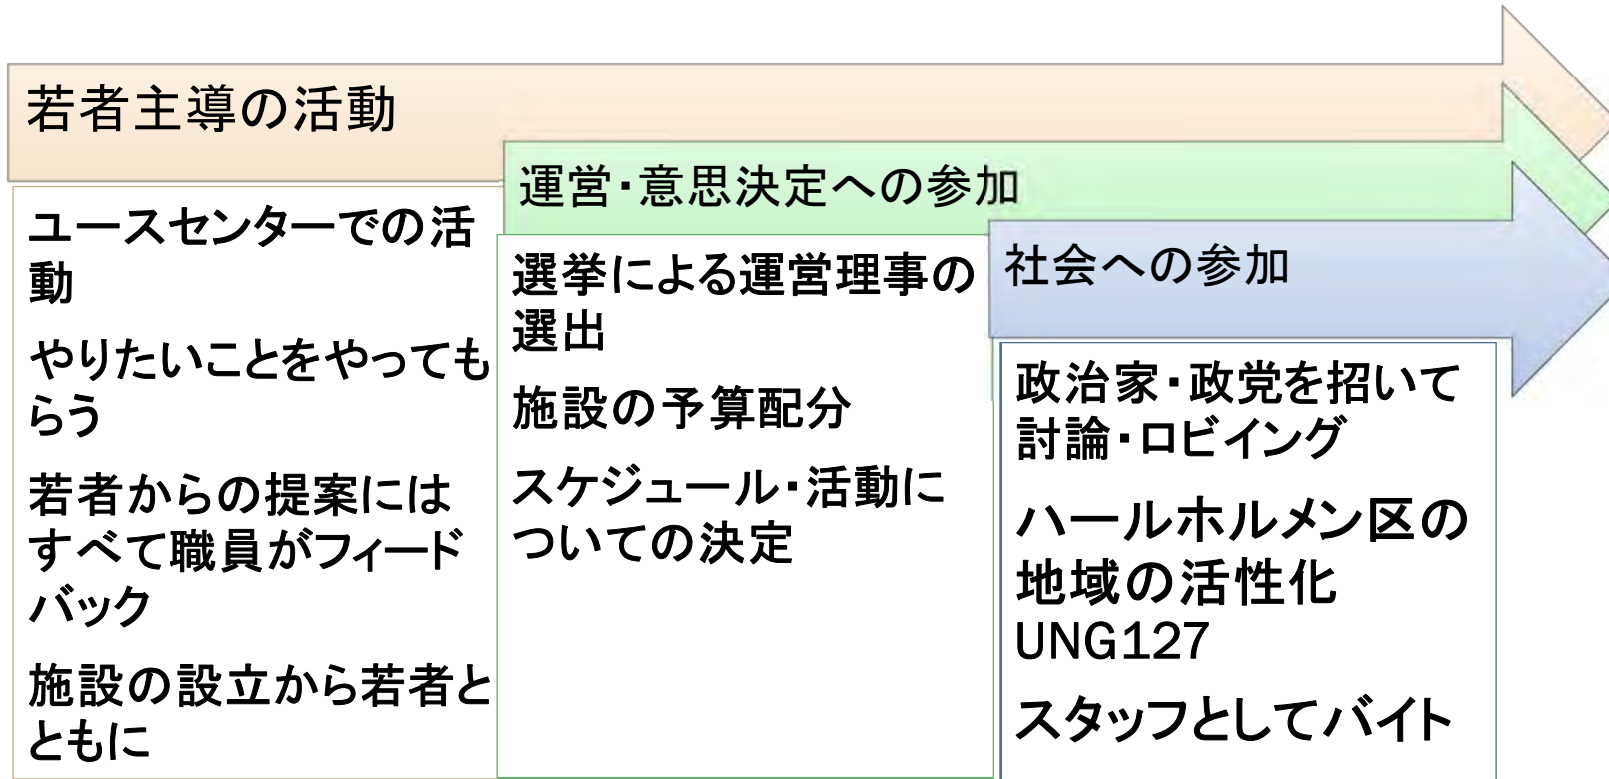 若者主導の活動
ユースセンターでの活
動
やりたいことをやっても
らう
若者からの提案には
すべて職員がフィード
バック
施設の設立から若者と
ともに
運営・意思決定への参加
選挙による運営理事の
選出
施設の予算配分
スケジュール・活動に
ついての決定
社会への参加
政治家・政党を招いて
討論・ロビイング
ハールホルメン区の
地域の活性化
UNG127
スタッフとしてバイト